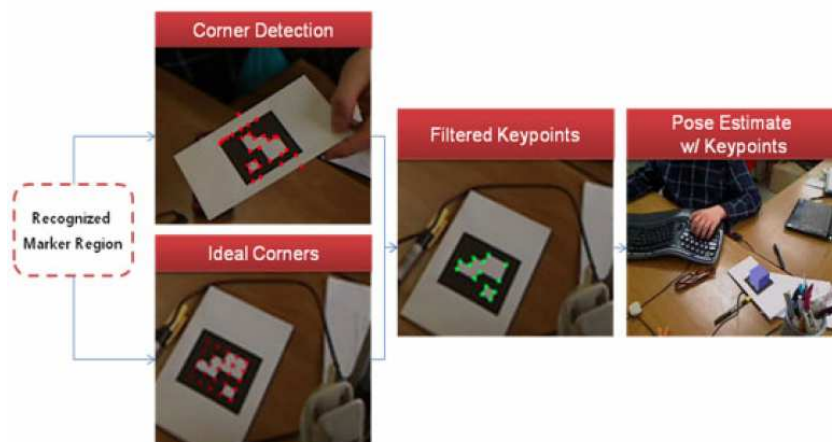 Corner Detection
Recognized
Marker Region
Ideal Corners
Filtered Keypoints
Pose Estimate
w/ Keypoints